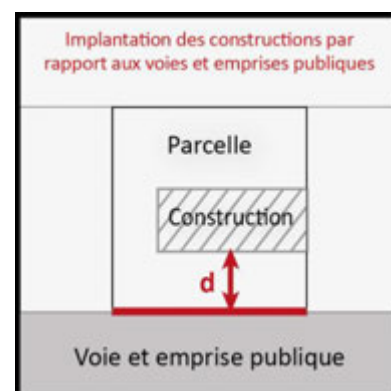 Implantation des constructions par
rapport aux voies et emprises publiques
Parcelle
Construction
d
Voie et emprise publique